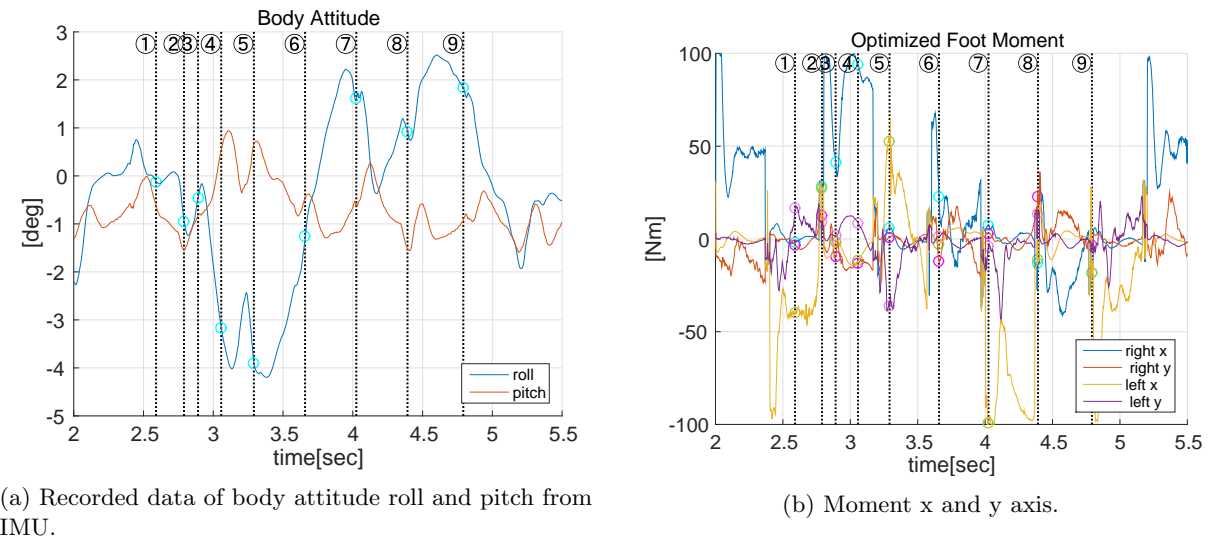 Body Attitude
① ② ③ ④ ⑤ ⑥ ⑦ ⑧ ⑨
3
2
1
0
-1
-2
-3
-4
-5
[deg]
roll
pitch
2 2.5 3 3.5 4 4.5 5 5.5
time[sec]
(a) Recorded data of body attitude roll and pitch from
IMU.
Optimized Foot Moment
① ② ③ ④ ⑤ ⑥ ⑦ ⑧ ⑨
100
50
0
-50
-100
[Nm]
right x
right y
left x
left y
2 2.5 3 3.5 4 4.5 5 5.5
time[sec]
(b) Moment x and y axis.